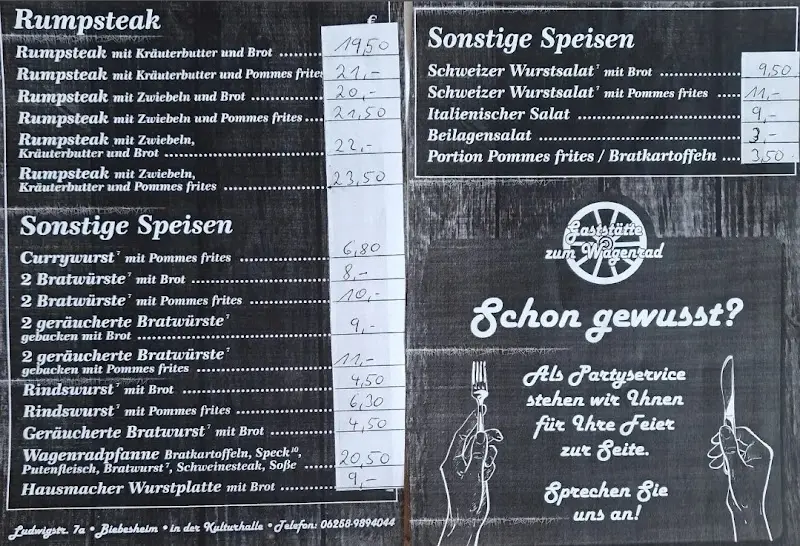 Rumpsteak €
Rumpsteak mit Kräuterbutter und Brot 19,50
Rumpsteak mit Kräuterbutter und Pommes frites 21,-
Rumpsteak mit Zwiebeln und Brot 20,-
Rumpsteak mit Zwiebeln und Pommes frites 21,50
Rumpsteak mit Zwiebeln,
Kräuterbutter und Brot 22,-
Rumpsteak mit Zwiebeln,
Kräuterbutter und Pommes frites 23,50
Sonstige Speisen
Currywurst⁷ mit Pommes frites 6,80
2 Bratwürste⁷ mit Brot 8,-
2 Bratwürste⁷ mit Pommes frites 10,-
2 geräucherte Bratwürste⁷
gebacken mit Brot 9,-
2 geräucherte Bratwürste⁷
gebacken mit Pommes frites 11,-
Rindswurst⁷ mit Brot 4,50
Rindswurst⁷ mit Pommes frites 6,30
Geräucherte Bratwurst⁷ mit Brot 4,50
Wagenradpfanne Bratkartoffeln, Speck¹⁰,
Putenfleisch, Bratwurst⁷, Schweinesteak, Soße 20,50
Hausmacher Wurstplatte mit Brot 9,-
Ludwigstr. 7a • Biebesheim • in der Kulturhalle • Telefon: 06258-9894044
Sonstige Speisen
Schweizer Wurstsalat⁷ mit Brot 9,50
Schweizer Wurstsalat⁷ mit Pommes frites 11,-
Italienischer Salat 9,-
Beilagensalat 3,-
Portion Pommes frites / Bratkartoffeln 3,50
Gaststätte
zum Wagenrad
Schon gewusst?
Als Partyservice
stehen wir Ihnen
für Ihre Feier
zur Seite.
Sprechen Sie
uns an!